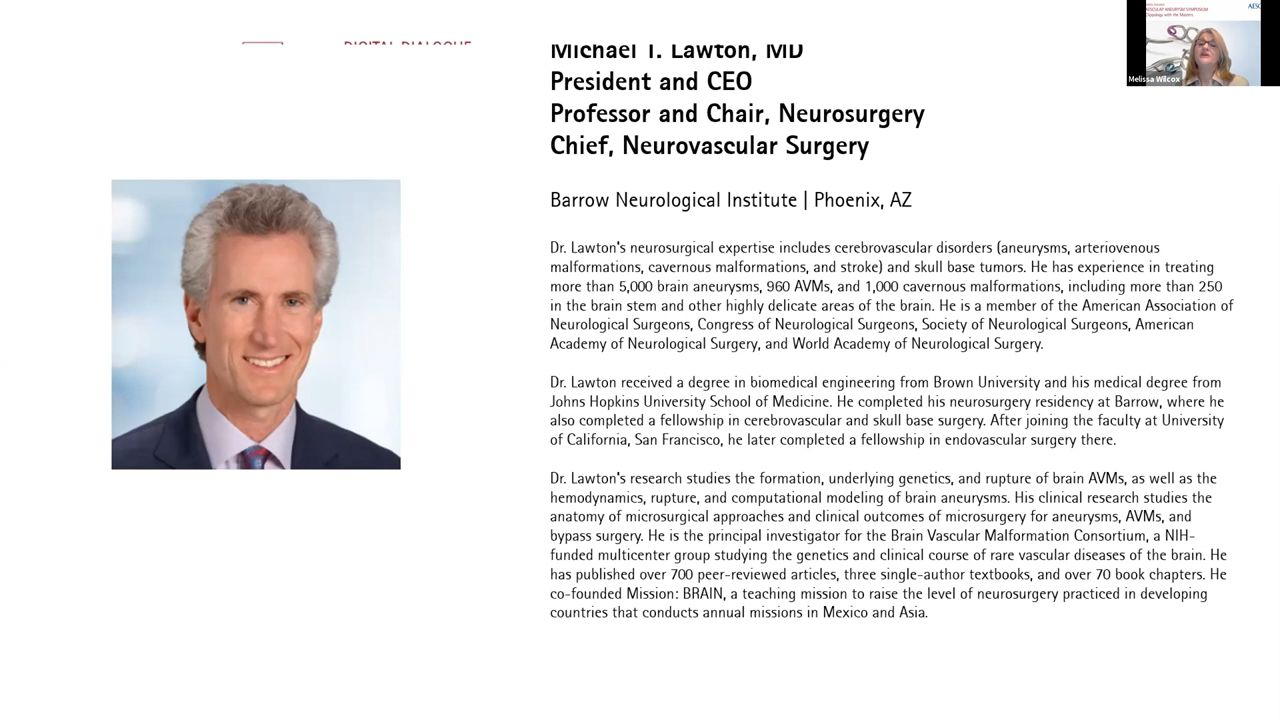 AESCULAP ANEURYSM SYMPOSIUM
AESC
Clippology with the Masters
Melissa Wilcox
DIGITAL DIALOGUE
Michael T. Lawton, MD
President and CEO
Professor and Chair, Neurosurgery
Chief, Neurovascular Surgery
Barrow Neurological Institute | Phoenix, AZ
Dr. Lawton's neurosurgical expertise includes cerebrovascular disorders (aneurysms, arteriovenous
malformations, cavernous malformations, and stroke) and skull base tumors. He has experience in treating
more than 5,000 brain aneurysms, 960 AVMs, and 1,000 cavernous malformations, including more than 250
in the brain stem and other highly delicate areas of the brain. He is a member of the American Association of
Neurological Surgeons, Congress of Neurological Surgeons, Society of Neurological Surgeons, American
Academy of Neurological Surgery, and World Academy of Neurological Surgery.
Dr. Lawton received a degree in biomedical engineering from Brown University and his medical degree from
Johns Hopkins University School of Medicine. He completed his neurosurgery residency at Barrow, where he
also completed a fellowship in cerebrovascular and skull base surgery. After joining the faculty at University
of California, San Francisco, he later completed a fellowship in endovascular surgery there.
Dr. Lawton's research studies the formation, underlying genetics, and rupture of brain AVMs, as well as the
hemodynamics, rupture, and computational modeling of brain aneurysms. His clinical research studies the
anatomy of microsurgical approaches and clinical outcomes of microsurgery for aneurysms, AVMs, and
bypass surgery. He is the principal investigator for the Brain Vascular Malformation Consortium, a NIH-
funded multicenter group studying the genetics and clinical course of rare vascular diseases of the brain. He
has published over 700 peer-reviewed articles, three single-author textbooks, and over 70 book chapters. He
co-founded Mission: BRAIN, a teaching mission to raise the level of neurosurgery practiced in developing
countries that conducts annual missions in Mexico and Asia.